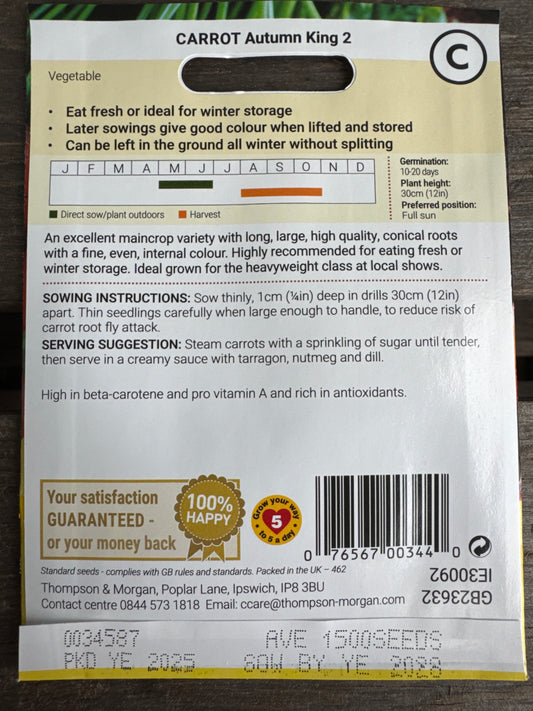 CARROT Autumn King 2
C
Vegetable
• Eat fresh or ideal for winter storage
• Later sowings give good colour when lifted and stored
• Can be left in the ground all winter without splitting
J F M A M J J A S O N D
Direct sow/plant outdoors Harvest
Germination:
10-20 days
Plant height:
30cm (12in)
Preferred position:
Full sun
An excellent maincrop variety with long, large, high quality, conical roots
with a fine, even, internal colour. Highly recommended for eating fresh or
winter storage. Ideal grown for the heavyweight class at local shows.
SOWING INSTRUCTIONS: Sow thinly, 1cm (¼in) deep in drills 30cm (12in)
apart. Thin seedlings carefully when large enough to handle, to reduce risk of
carrot root fly attack.
SERVING SUGGESTION: Steam carrots with a sprinkling of sugar until tender,
then serve in a creamy sauce with tarragon, nutmeg and dill.
High in beta-carotene and pro vitamin A and rich in antioxidants.
Your satisfaction
GUARANTEED -
or your money back
100%
HAPPY
Grow your way
5
to 5 a day
0 76567 00344 0
Standard seeds - complies with GB rules and standards. Packed in the UK – 462
Thompson & Morgan, Poplar Lane, Ipswich, IP8 3BU
Contact centre 0844 573 1818 Email: ccare@thompson-morgan.com
GB23632
IE30092
0034587 AVE 1500SEEDS
PKD YE 2025 SOW BY YE 2028